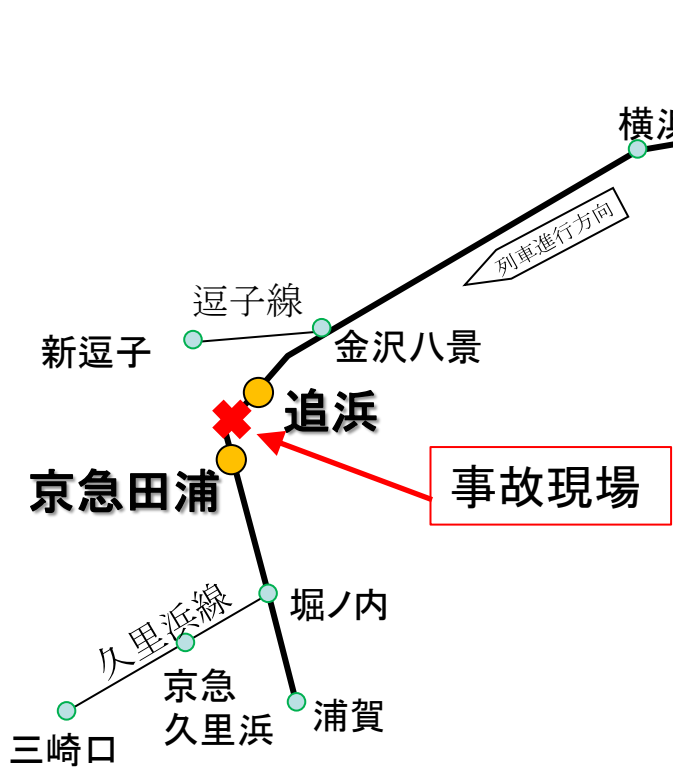 横浜
列車進行方向
逗子線
新逗子
金沢八景
追浜
京急田浦
事故現場
久里浜線
堀ノ内
京急
久里浜
浦賀
三崎口